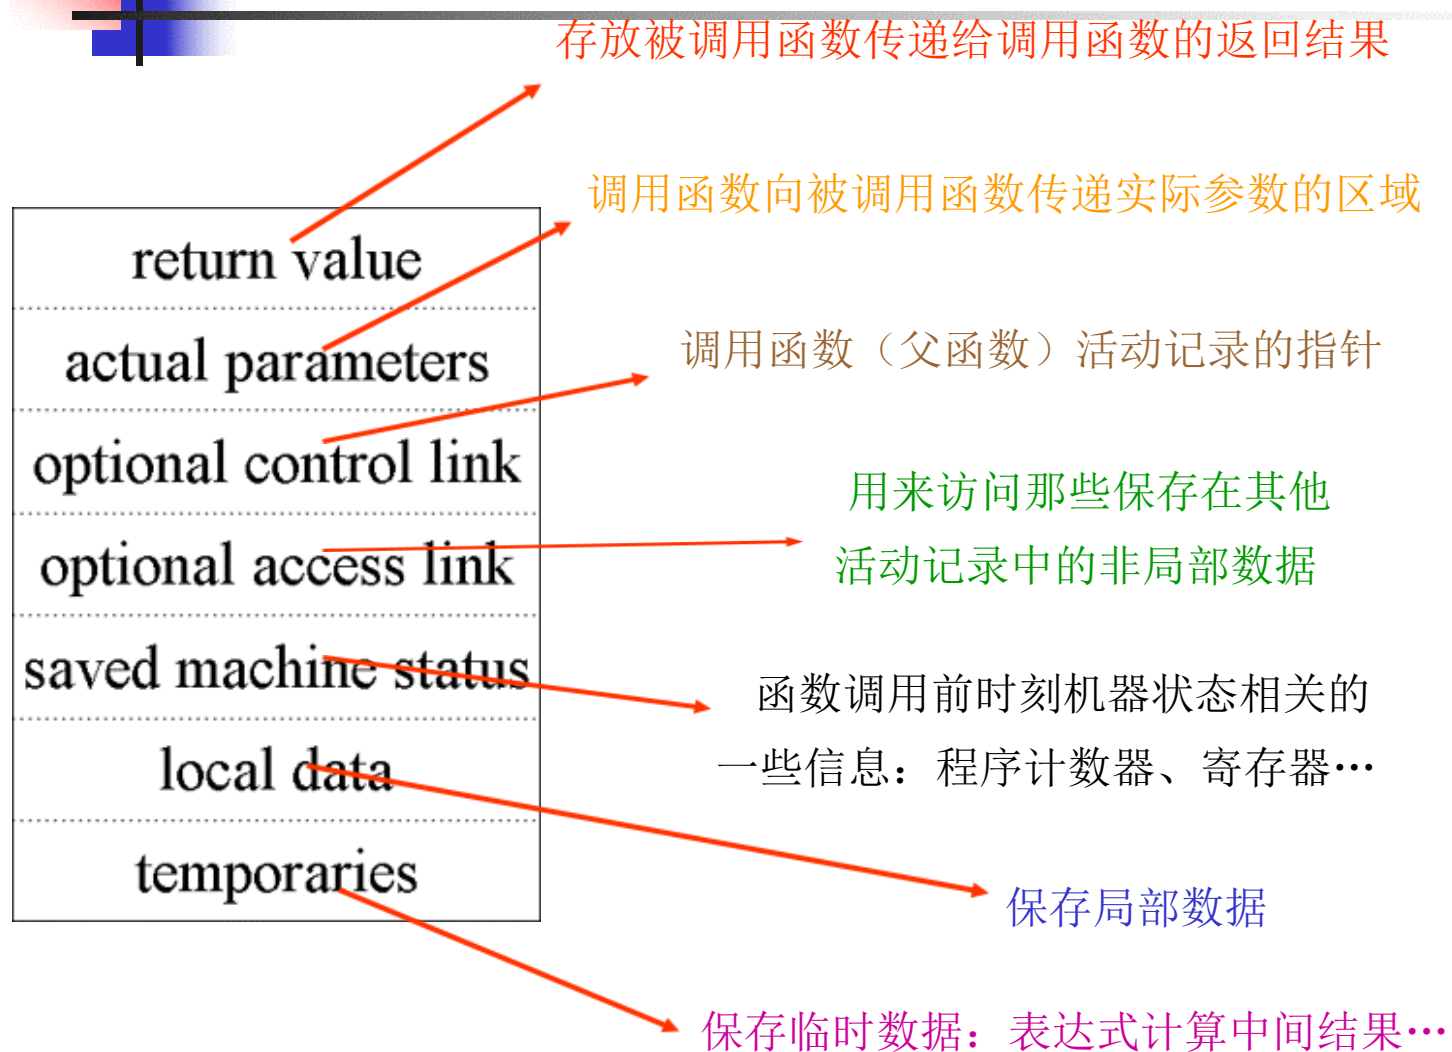 存放被调用函数传递给调用函数的返回结果
调用函数向被调用函数传递实际参数的区域
return value
actual parameters
调用函数（父函数）活动记录的指针
optional control link
用来访问那些保存在其他
活动记录中的非局部数据
optional access link
saved machine status
函数调用前时刻机器状态相关的
一些信息：程序计数器、寄存器…
local data
temporaries
保存局部数据
保存临时数据：表达式计算中间结果…